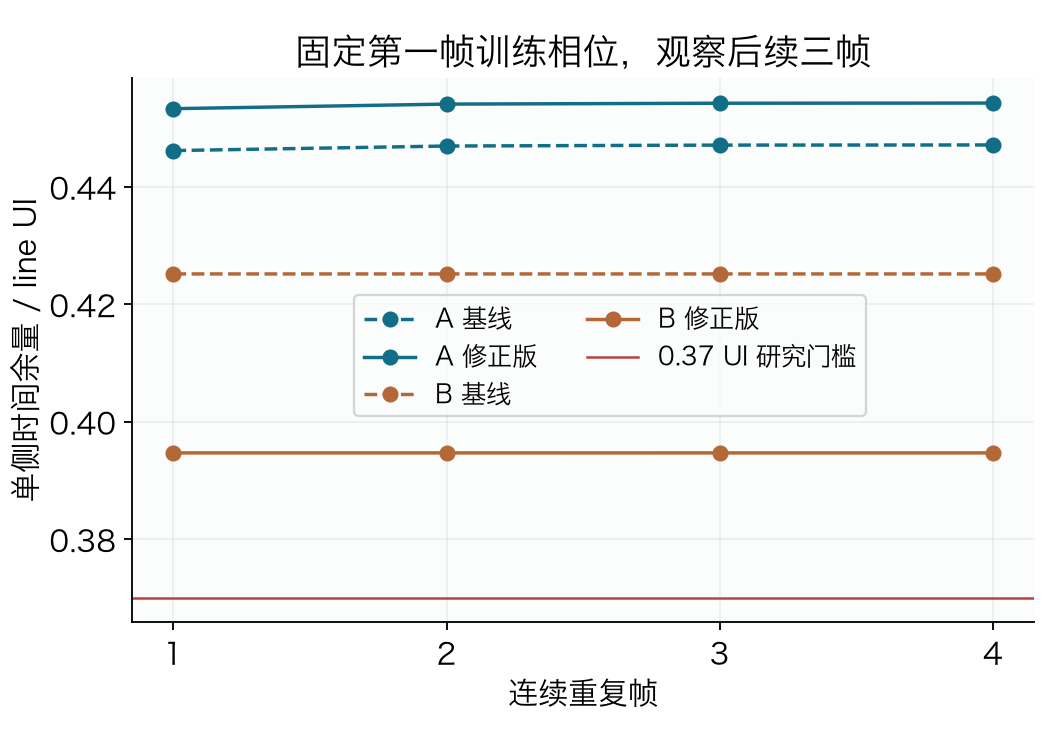 固定第一帧训练相位，观察后续三帧
单侧时间余量 / line UI
0.44
0.42
0.40
0.38
A 基线
A 修正版
B 基线
B 修正版
0.37 UI 研究门槛
1
2
3
4
连续重复帧